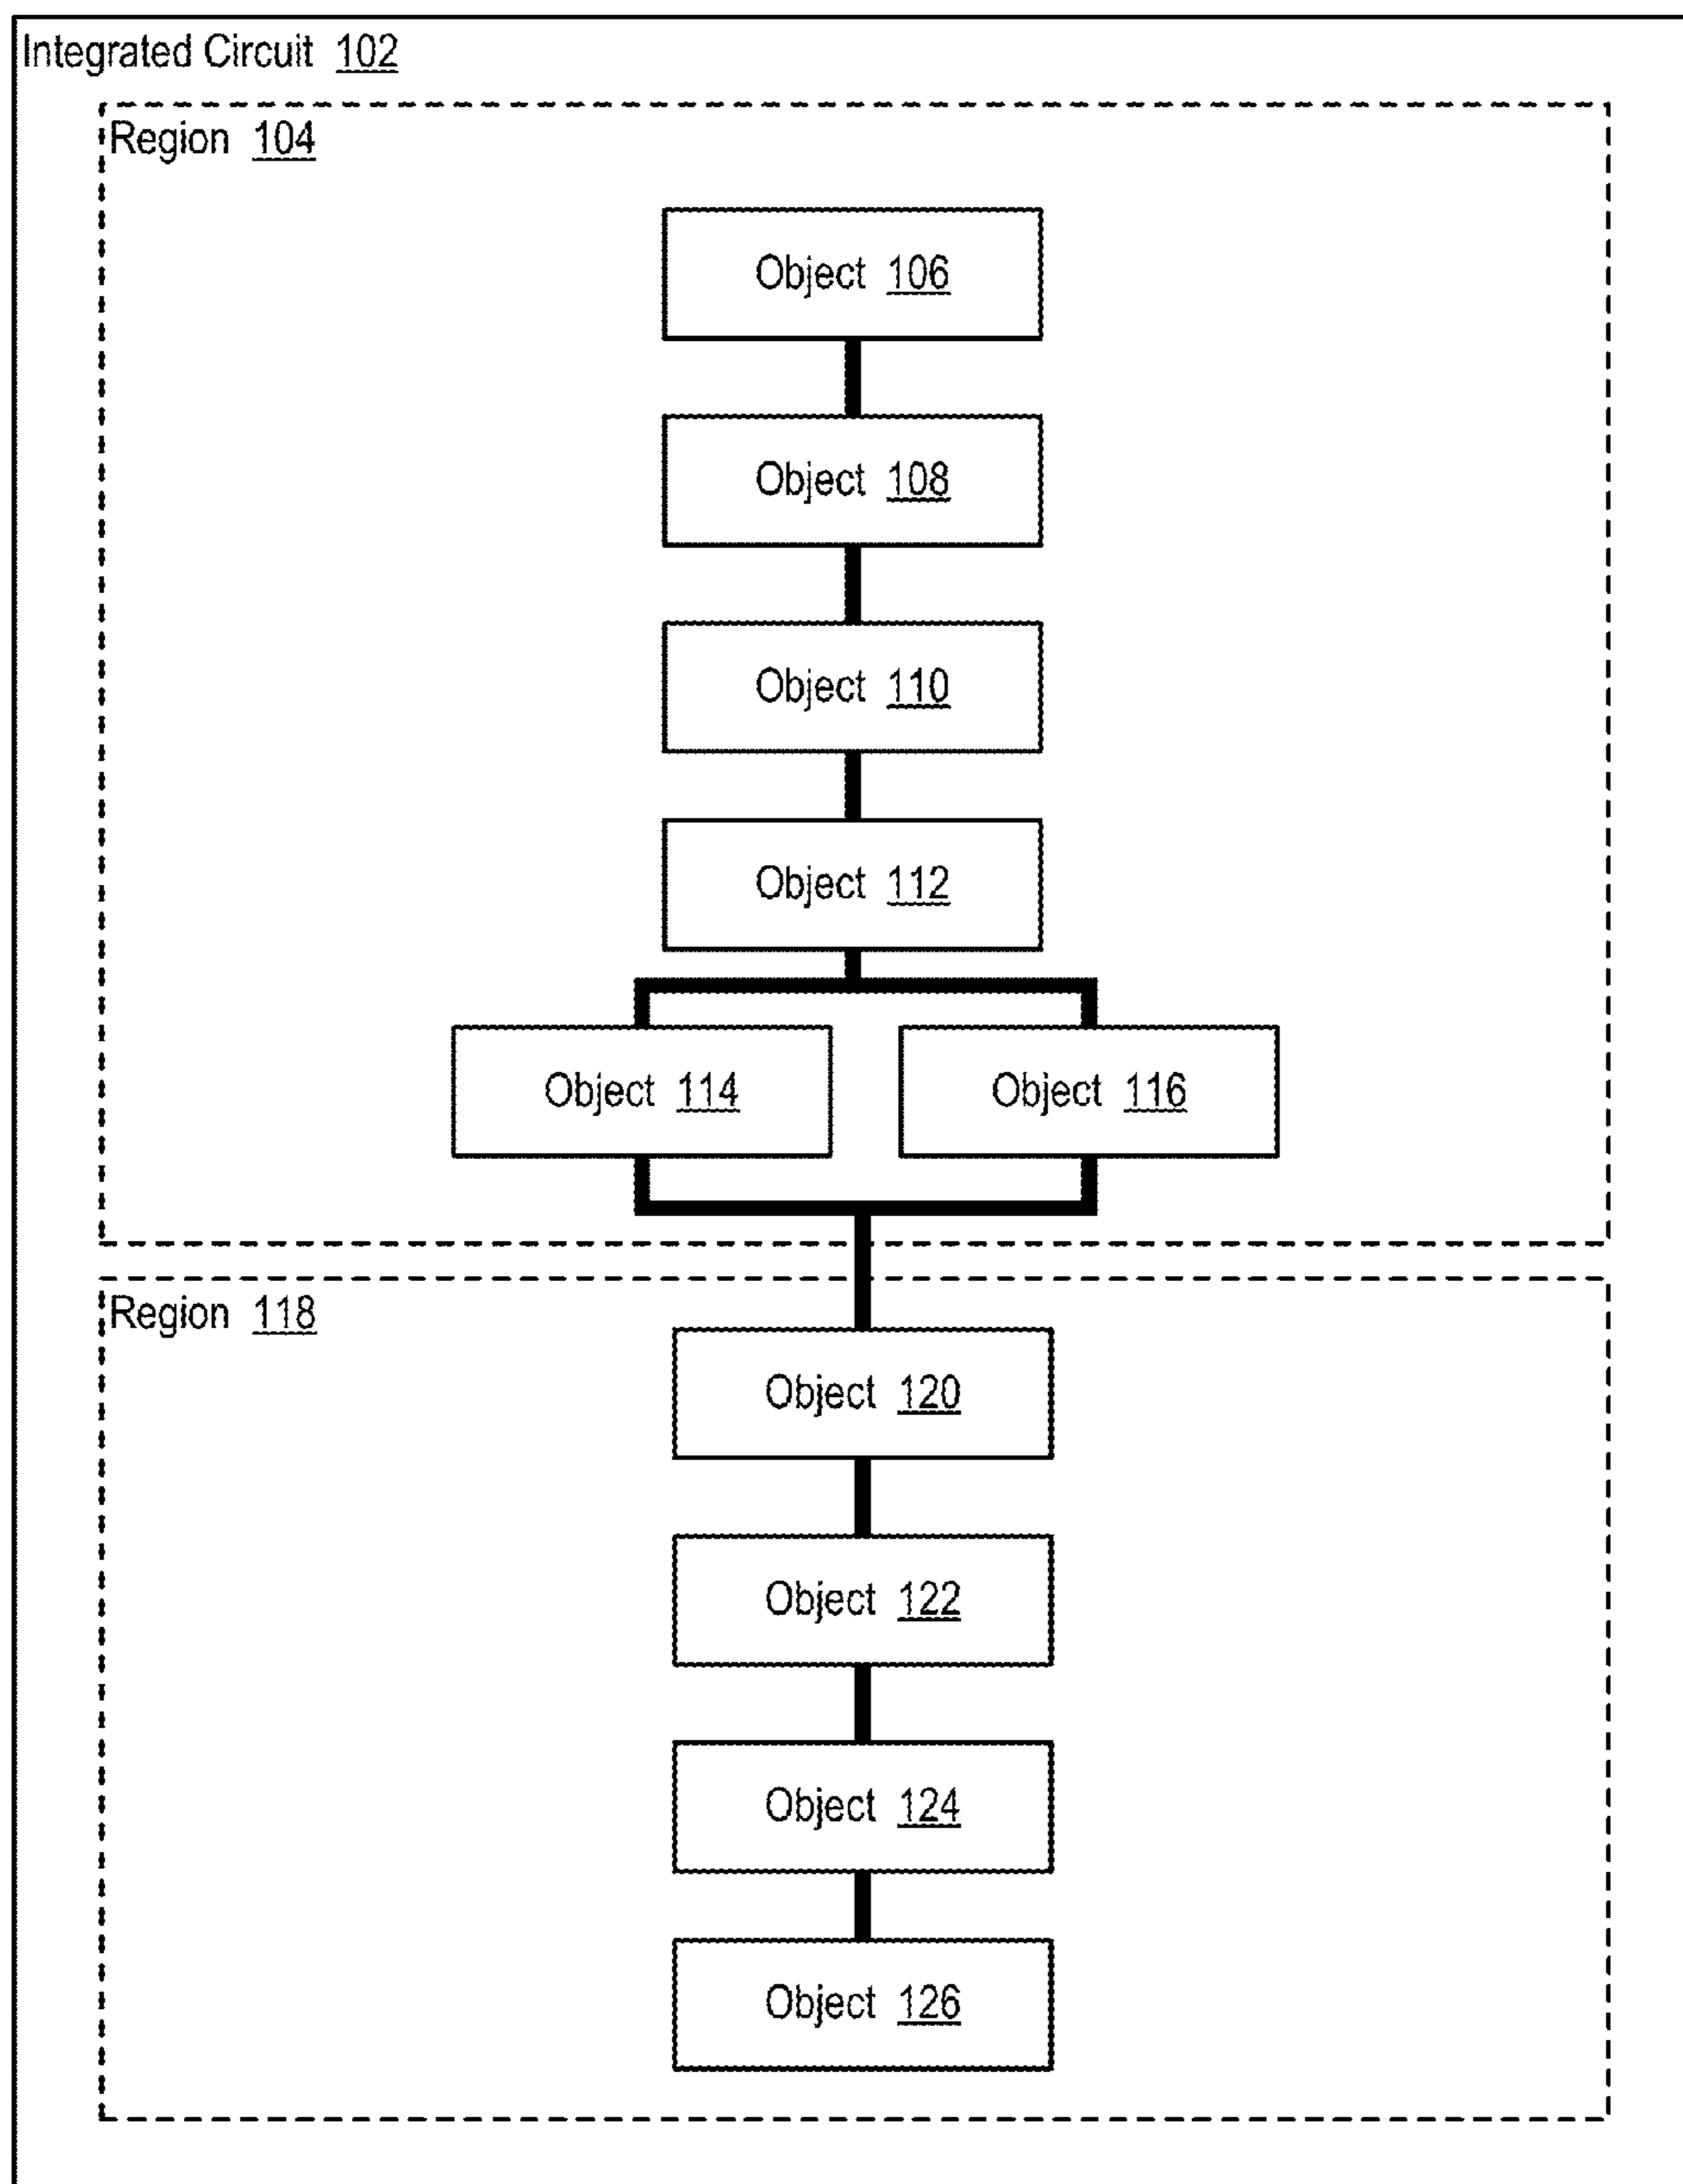 Integrated Circuit 102
Region 104
Object 106
Object 108
Object 110
Object 112
Object 114
Object 116
Region 118
Object 120
Object 122
Object 124
Object 126